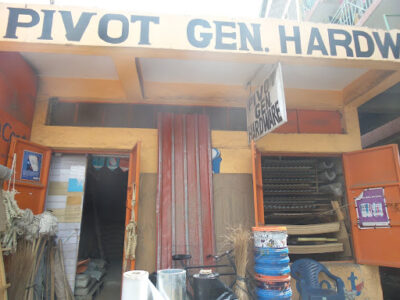 PIVOT GEN. HARDW
PIVOT
GEN
HARDWARE